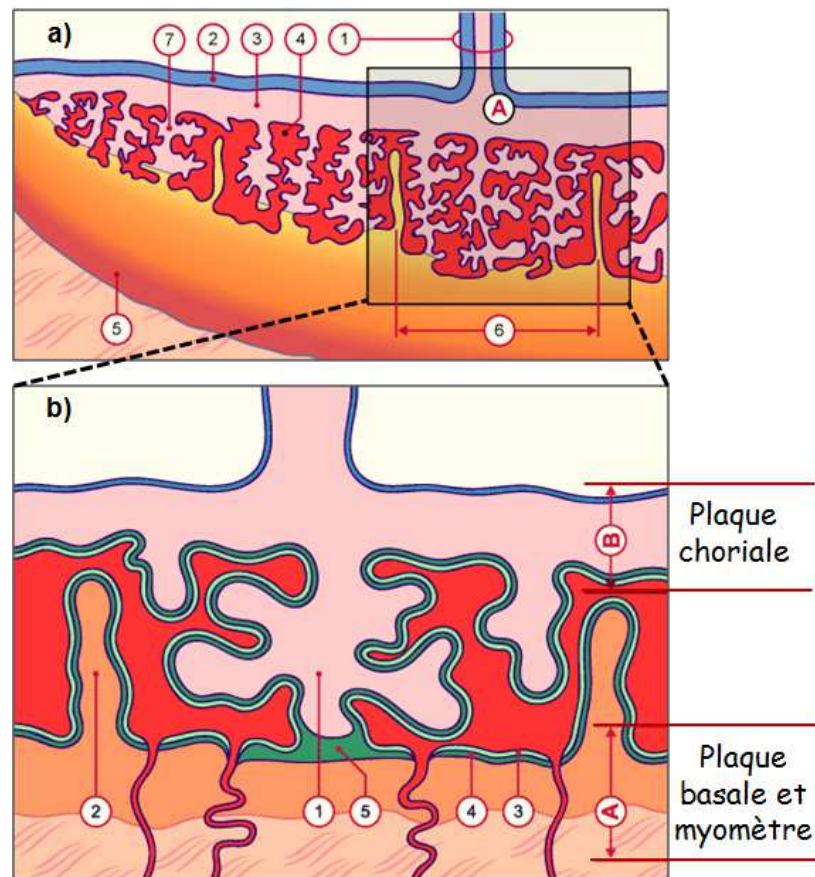 a)
7 2 3 4 1
A
5 6
b)
B
Plaque
choriale
2 1 5 4 3
A
Plaque
basale et
myomètre